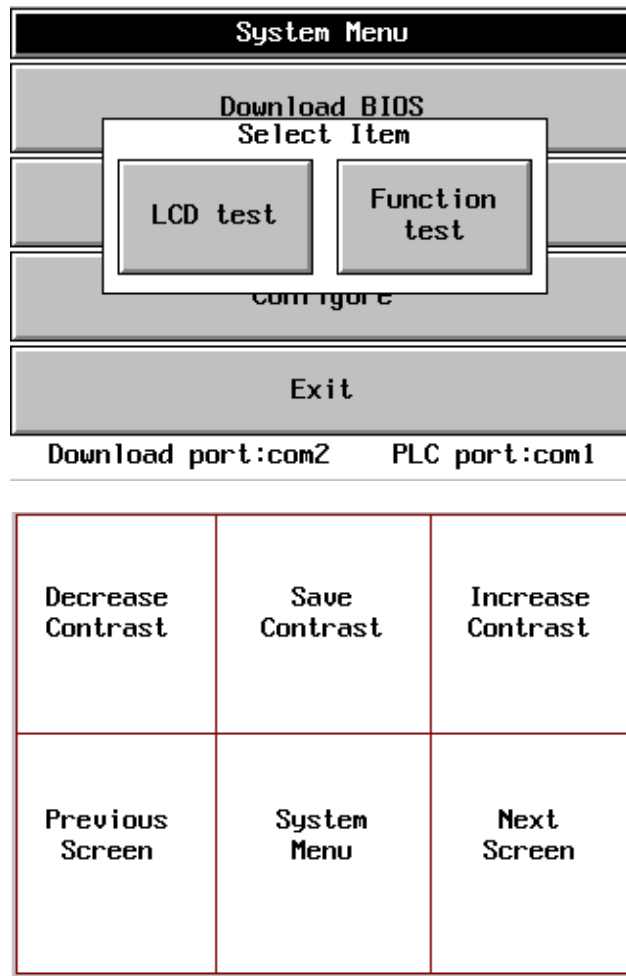 System Menu
Download BIOS
Select Item
LCD test
Function
test
Configure
Exit
Download port:com2
PLC port:com1
Decrease
Contrast
Save
Contrast
Increase
Contrast
Previous
Screen
System
Menu
Next
Screen